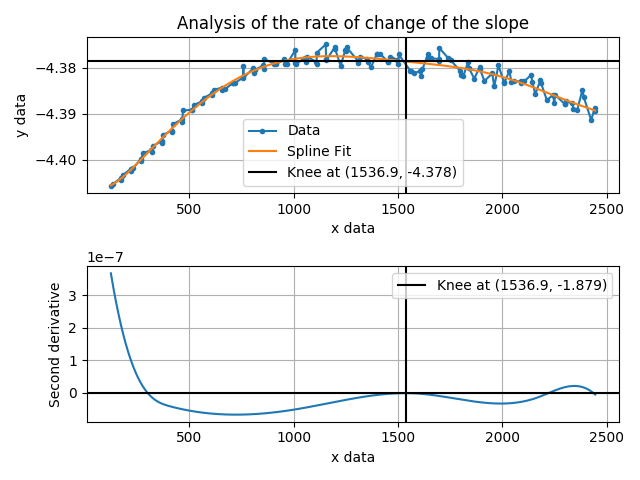 Analysis of the rate of change of the slope
−4.38
−4.39
−4.40
y data
Data
Spline Fit
Knee at (1536.9, -4.378)
500
1000
1500
2000
2500
x data
1e−7
3
2
1
0
Second derivative
Knee at (1536.9, -1.879)
500
1000
1500
2000
2500
x data